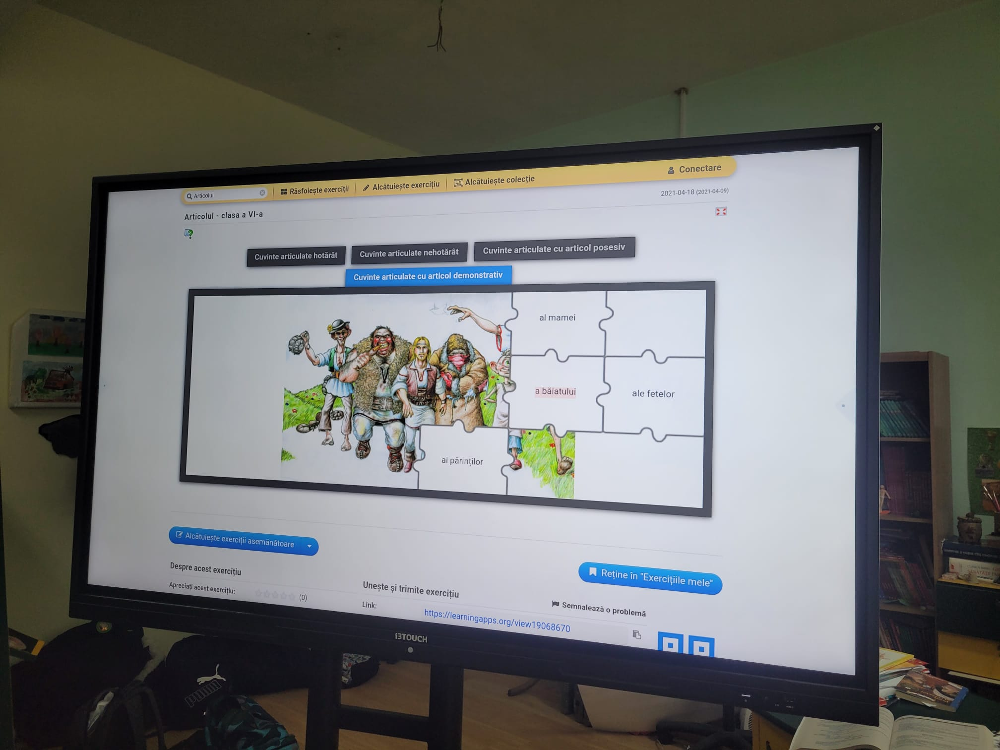 Articolul
Răsfoiește exerciții
Alcătuiește exercițiu
Alcătuiește colecție
Conectare
2021-04-18 (2021-04-09)
Articolul - clasa a VI-a
Cuvinte articulate hotărât
Cuvinte articulate nehotărât
Cuvinte articulate cu articol posesiv
Cuvinte articulate cu articol demonstrativ
al mamei
a băiatului
ale fetelor
ai părinților
Alcătuiește exerciții asemănătoare
Reține în "Exercițiile mele"
Despre acest exercițiu
Apreciați acest exercițiu:
(0)
Unește și trimite exercițiu
Semnalează o problemă
Link:
https://learningapps.org/view19068670
i3TOUCH
PUMA